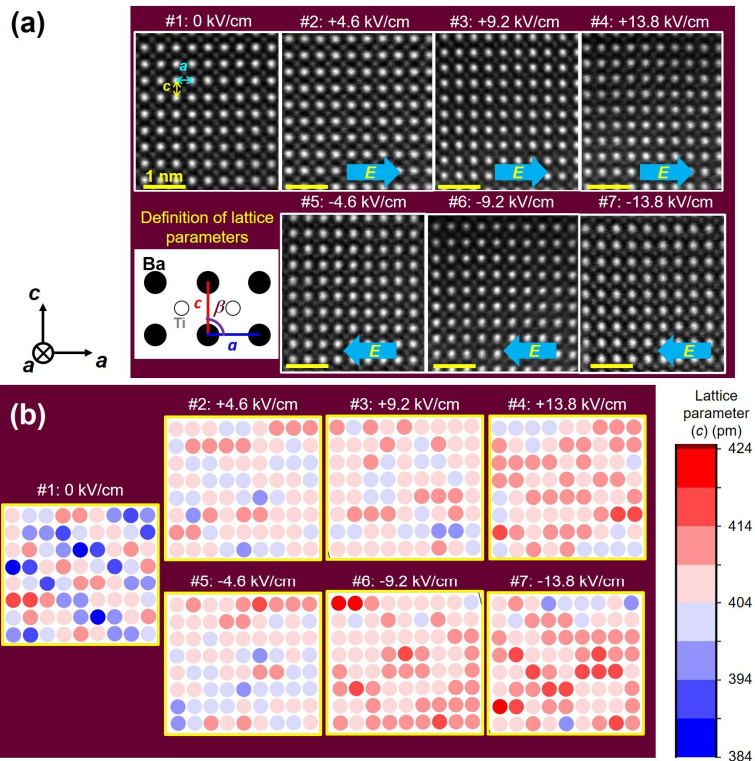 (a)
#1: 0 kV/cm
#2: +4.6 kV/cm
#3: +9.2 kV/cm
#4: +13.8 kV/cm
a
c
1 nm
E
E
E
Definition of lattice
parameters
#5: -4.6 kV/cm
#6: -9.2 kV/cm
#7: -13.8 kV/cm
Ba
c
β
Ti
a
E
E
E
c
a
a
(b)
#1: 0 kV/cm
#2: +4.6 kV/cm
#3: +9.2 kV/cm
#4: +13.8 kV/cm
#5: -4.6 kV/cm
#6: -9.2 kV/cm
#7: -13.8 kV/cm
Lattice
parameter
(c) (pm)
424
414
404
394
384